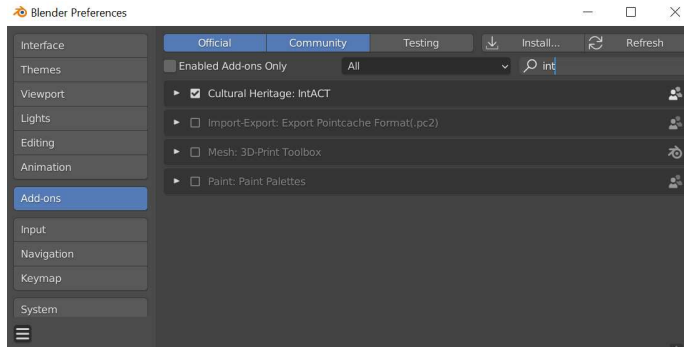 Blender Preferences
Interface
Themes
Viewport
Lights
Editing
Animation
Add-ons
Input
Navigation
Keymap
System
Official Community Testing Install... Refresh
Enabled Add-ons Only All int
Cultural Heritage: IntACT
Import-Export: Export Pointcache Format(.pc2)
Mesh: 3D-Print Toolbox
Paint: Paint Palettes